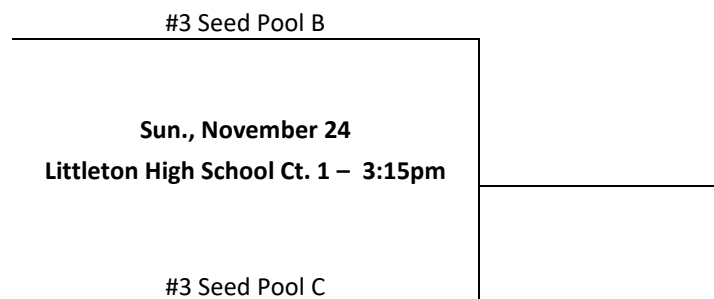 #3 Seed Pool B
Sun., November 24
Littleton High School Ct. 1 – 3:15pm
#3 Seed Pool C